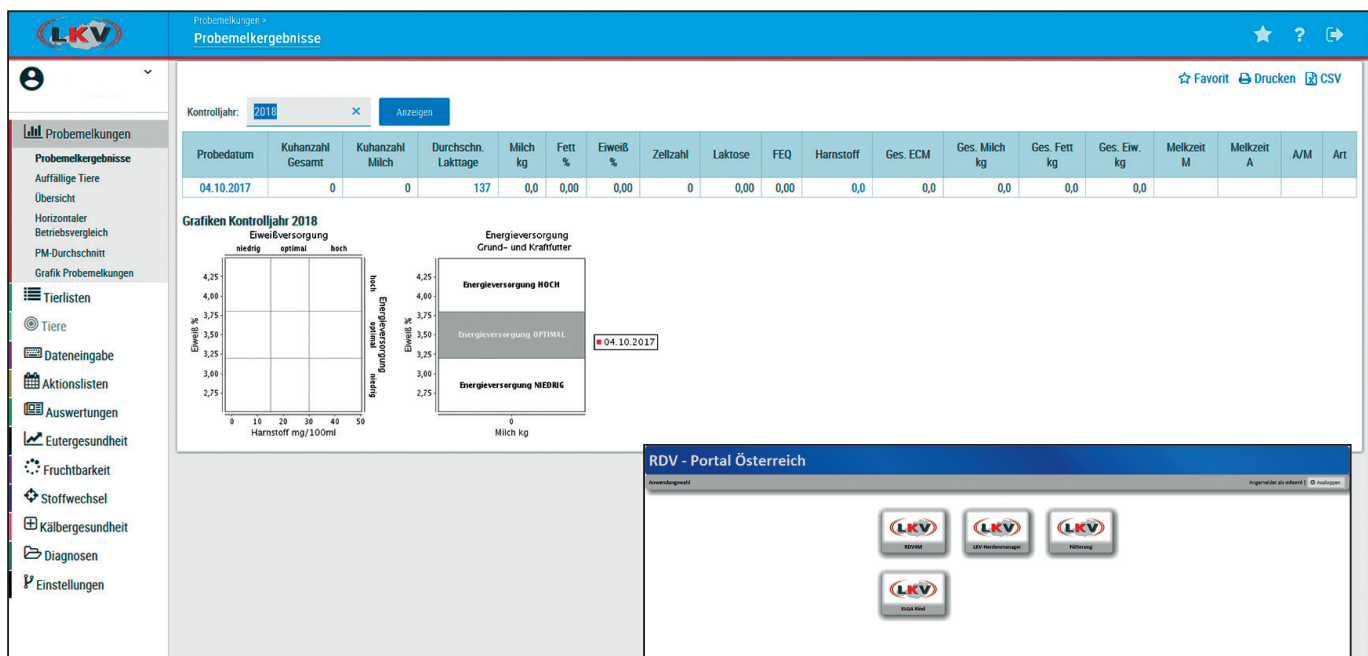 LKV
Probemelkungen >
Probemelkergebnisse
?
Favorit Drucken CSV
Kontrolljahr: 2018 × Anzeigen
Probemelkungen
Probemelkergebnisse
Auffällige Tiere
Übersicht
Horizontaler
Betriebsvergleich
PM-Durchschnitt
Grafik Probemelkungen
Tierlisten
Tiere
Dateneingabe
Aktionslisten
Auswertungen
Eutergesundheit
Fruchtbarkeit
Stoffwechsel
Kälbergesundheit
Diagnosen
Einstellungen
Probedatum Kuhanzahl Gesamt Kuhanzahl Milch Durchschn. Lakttage Milch kg Fett % Eiweiß % Zellzahl Laktose FEQ Harnstoff Ges. ECM Ges. Milch kg Ges. Fett kg Ges. Eiw. kg Melkzeit M Melkzeit A A/M Art
04.10.2017 0 0 137 0,0 0,00 0,00 0 0,00 0,00 0,0 0,0 0,0 0,0 0,0
Grafiken Kontrolljahr 2018
Eiweißversorgung
niedrig optimal hoch
4,25
4,00
3,75
3,50
3,25
3,00
2,75
Eiweiß %
hoch
optimal
niedrig
Energieversorgung
0 10 20 30 40 50
Harnstoff mg/100ml
Energieversorgung
Grund- und Kraftfutter
4,25
4,00
3,75
3,50
3,25
3,00
2,75
Eiweiß %
Energieversorgung HOCH
Energieversorgung OPTIMAL
Energieversorgung NIEDRIG
0
Milch kg
04.10.2017
RDV - Portal Österreich
Anwendungswahl
Angemeldet als mhornl | Ausloggen
LKV
RDV4M
LKV
LKV-Herdenmanager
LKV
Fütterung
LKV
ELGA Rind